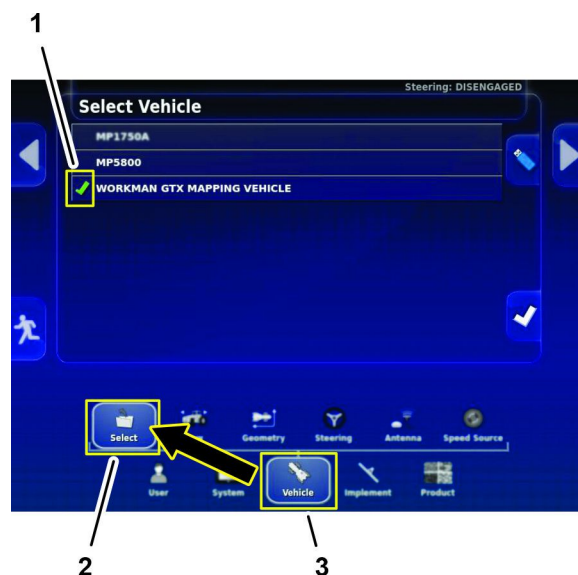 1
Steering: DISENGAGED
Select Vehicle
MP1750A
MP5800
WORKMAN GTX MAPPING VEHICLE
Select
Geometry
Steering
Antenna
Speed Source
User
System
Vehicle
Implement
Product
2
3